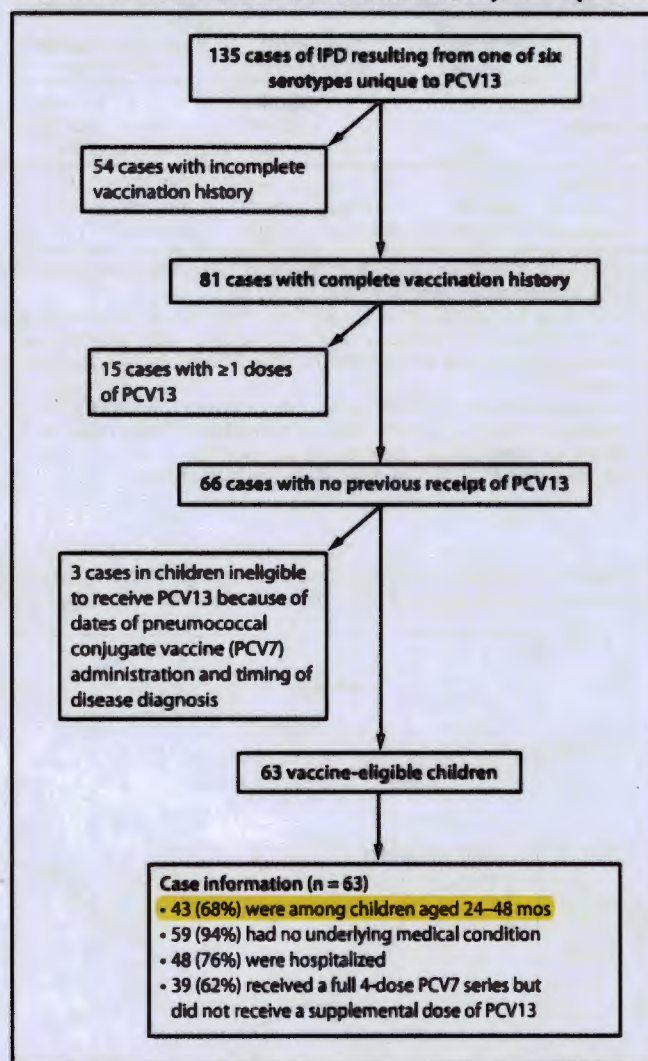 135 cases of IPD resulting from one of six
serotypes unique to PCV13
54 cases with incomplete
vaccination history
81 cases with complete vaccination history
15 cases with ≥1 doses
of PCV13
66 cases with no previous receipt of PCV13
3 cases in children ineligible
to receive PCV13 because of
dates of pneumococcal
conjugate vaccine (PCV7)
administration and timing of
disease diagnosis
63 vaccine-eligible children
Case information (n = 63)
• 43 (68%) were among children aged 24–48 mos
• 59 (94%) had no underlying medical condition
• 48 (76%) were hospitalized
• 39 (62%) received a full 4-dose PCV7 series but
did not receive a supplemental dose of PCV13